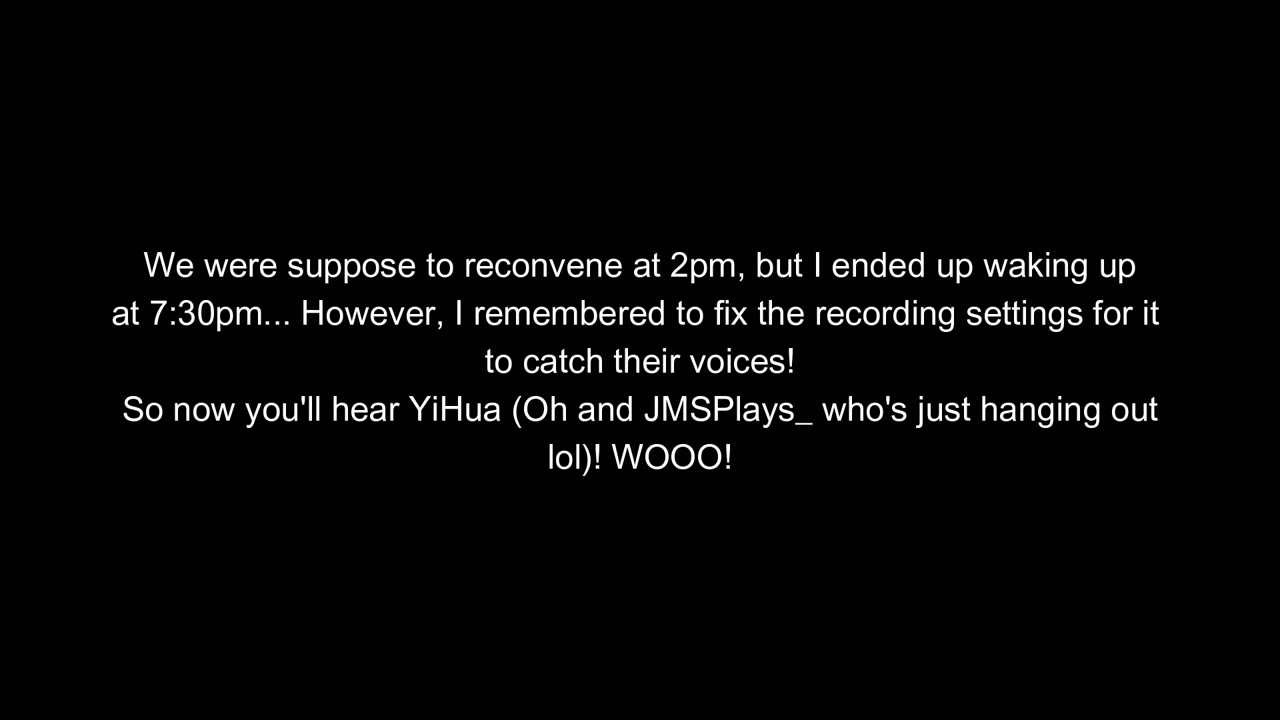 We were suppose to reconvene at 2pm, but I ended up waking up
at 7:30pm... However, I remembered to fix the recording settings for it
to catch their voices!
So now you'll hear YiHua (Oh and JMSPlays_ who's just hanging out
lol)! WOOO!